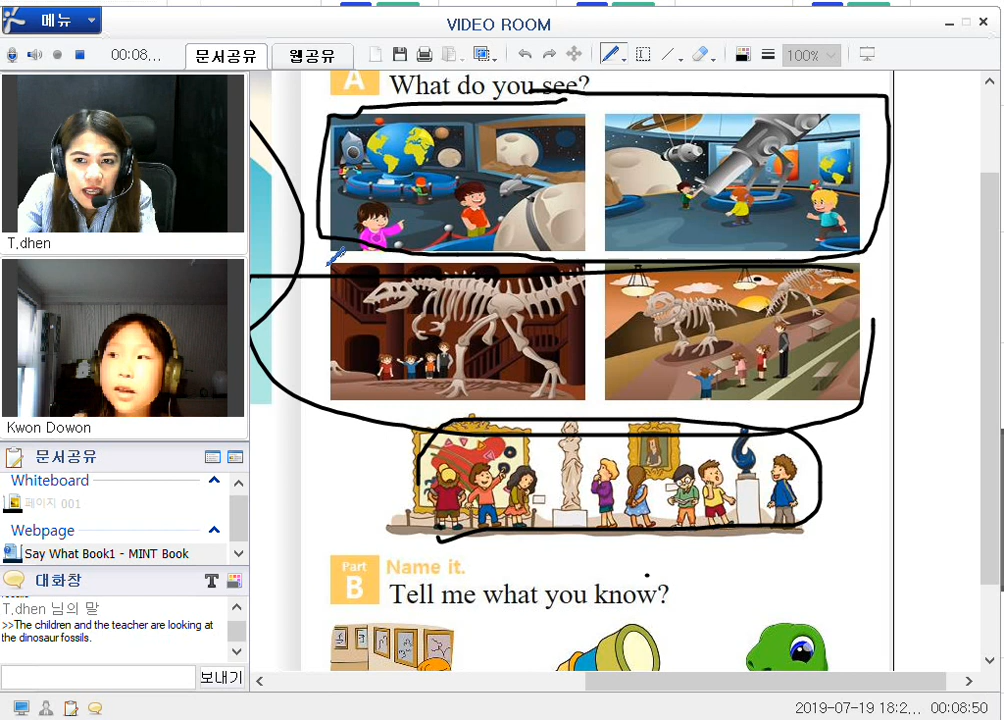 메뉴
VIDEO ROOM
00:08...
문서공유
웹공유
100%
T.dhen
Kwon Dowon
문서공유
Whiteboard
페이지 001
Webpage
Say What Book1 - MINT Book
대화창
T
T.dhen 님의 말
>>The children and the teacher are looking at
the dinosaur fossils.
보내기
A
What do you see?
Part
B
Name it.
Tell me what you know?
2019-07-19 18:2...
00:08:50